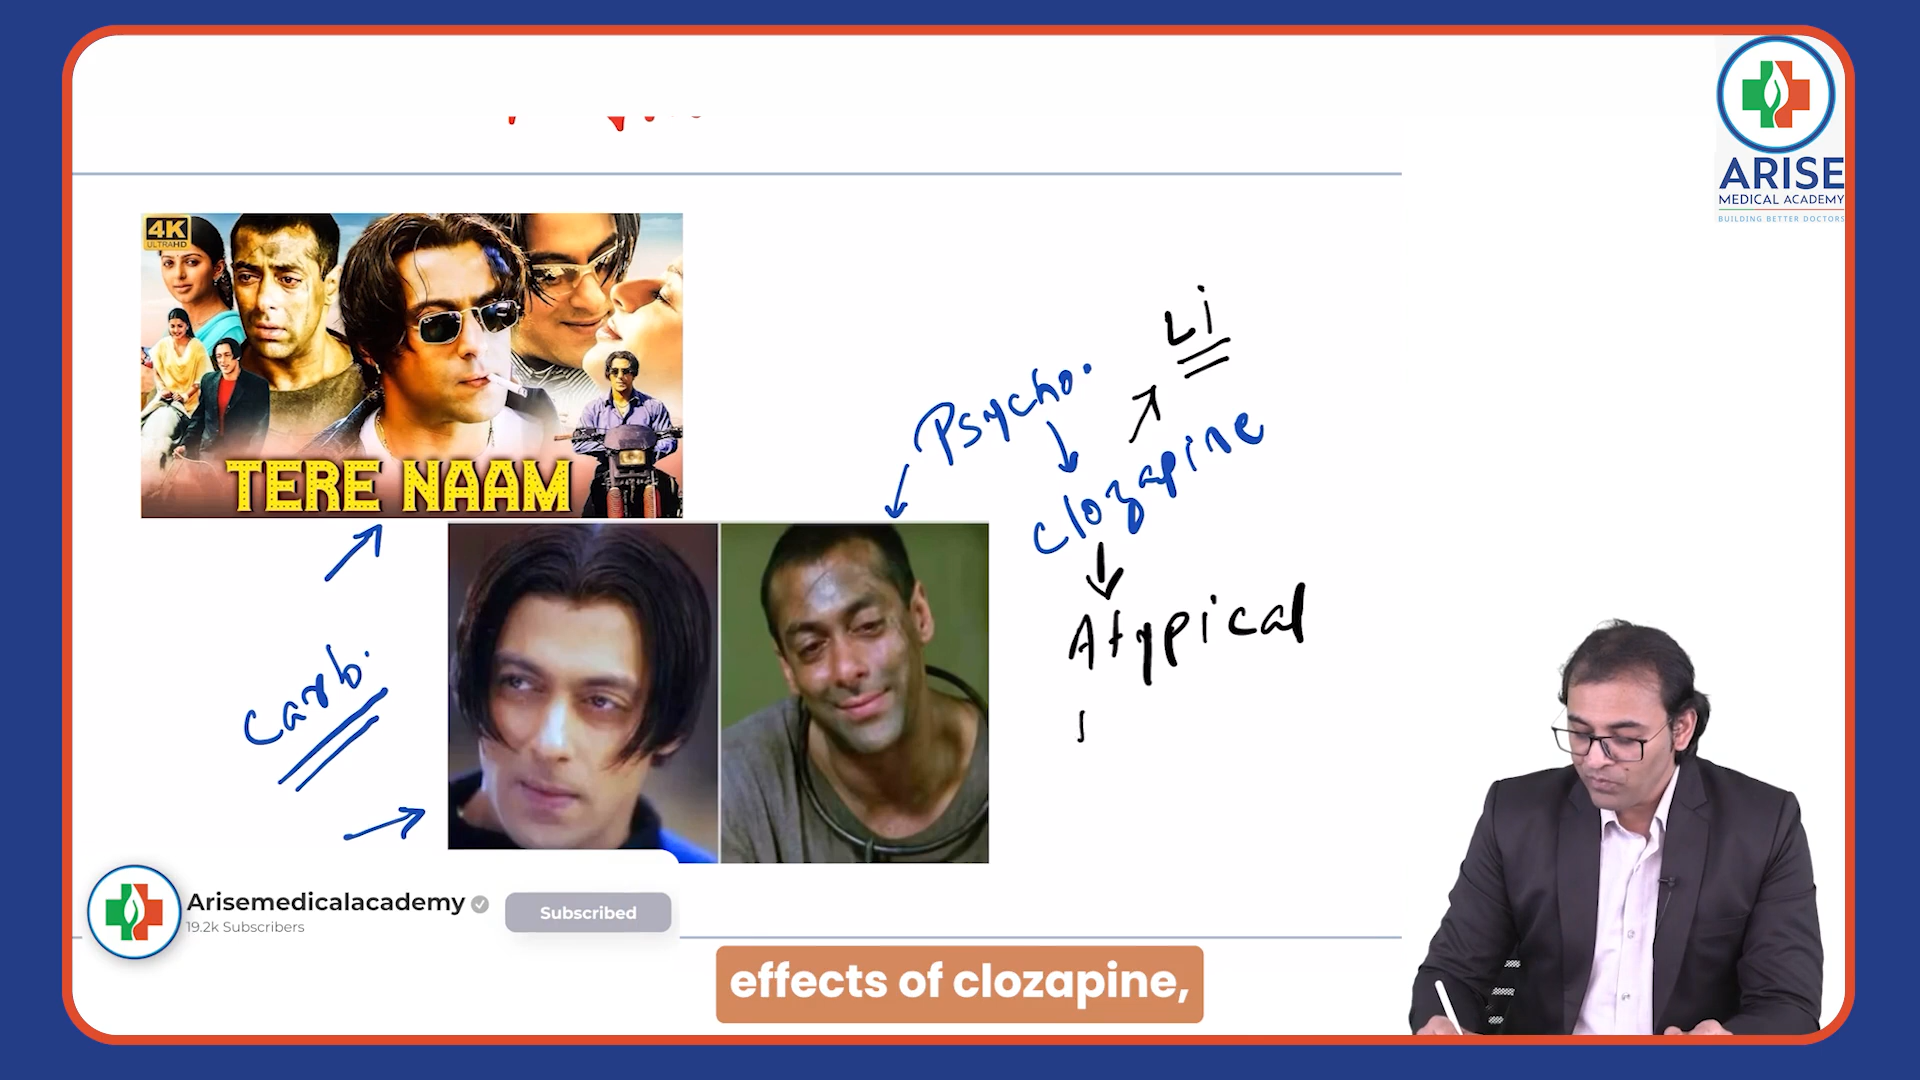 4K
ULTRAHD
TERE NAAM
Li
Psycho.
Clozapine
Atypical
Carb.
ARISE
MEDICAL ACADEMY
BUILDING BETTER DOCTORS
Arisemedicalacademy
19.2k Subscribers
Subscribed
effects of clozapine,